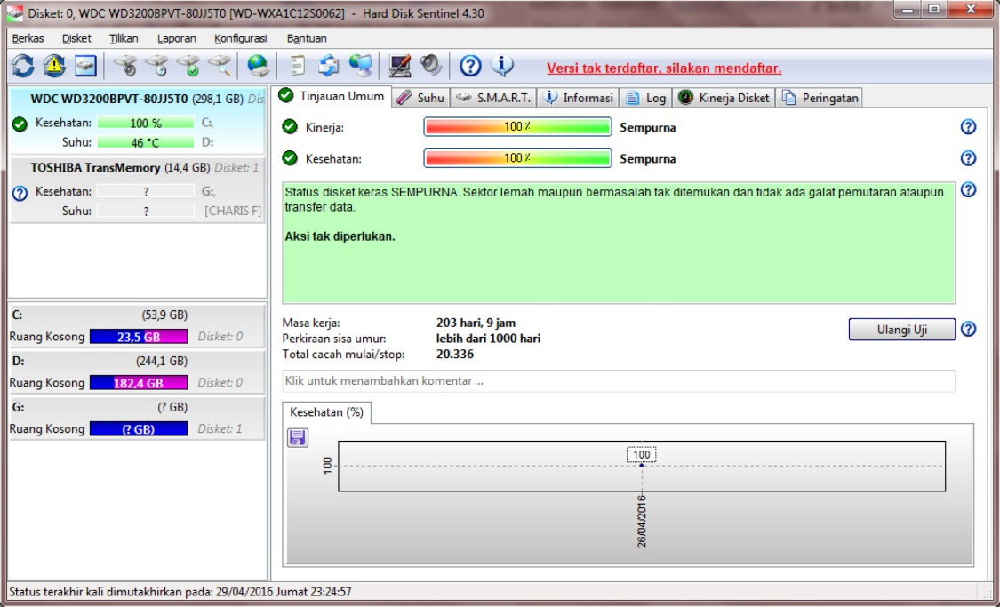 Disket: 0, WDC WD3200BPVT-80JJ5T0 [WD-WXA1C12S0062] - Hard Disk Sentinel 4.30
Berkas Disket Tilikan Laporan Konfigurasi Bantuan
Versi tak terdaftar, silakan mendaftar.
WDC WD3200BPVT-80JJ5T0 (298,1 GB) Dis
Kesehatan: 100 % C:,
Suhu: 46 °C D:
TOSHIBA TransMemory (14,4 GB) Disket: 1
Kesehatan: ? G:,
Suhu: ? [CHARIS F]
C: (53,9 GB)
Ruang Kosong 23,5 GB Disket: 0
D: (244,1 GB)
Ruang Kosong 182,4 GB Disket: 0
G: (? GB)
Ruang Kosong (? GB) Disket: 1
Tinjauan Umum Suhu S.M.A.R.T. Informasi Log Kinerja Disket Peringatan
Kinerja: 100 % Sempurna
Kesehatan: 100 % Sempurna
Status disket keras SEMPURNA. Sektor lemah maupun bermasalah tak ditemukan dan tidak ada galat pemutaran ataupun
transfer data.
Aksi tak diperlukan.
Masa kerja: 203 hari, 9 jam
Perkiraan sisa umur: lebih dari 1000 hari
Total cacah mulai/stop: 20.336
Ulangi Uji
Klik untuk menambahkan komentar ...
Kesehatan (%)
100
100
26/04/2016
Status terakhir kali dimutakhirkan pada: 29/04/2016 Jumat 23:24:57